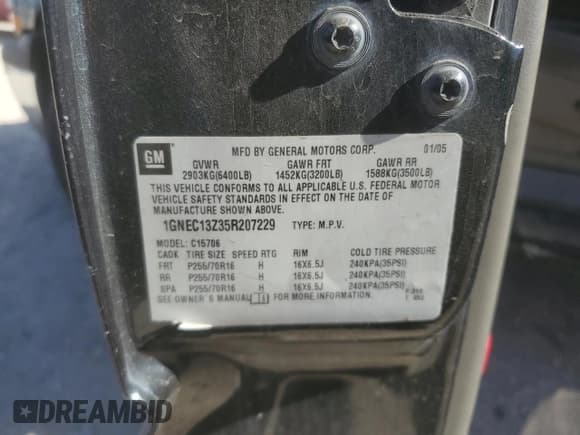 GM
MFD BY GENERAL MOTORS CORP. 01/05
GVWR GAWR FRT GAWR RR
2903KG(6400LB) 1452KG(3200LB) 1588KG(3500LB)
THIS VEHICLE CONFORMS TO ALL APPLICABLE U.S. FEDERAL MOTOR
VEHICLE SAFETY STANDARDS IN EFFECT ON THE DATE OF
MANUFACTURE SHOWN ABOVE.
1GNEC13Z35R207229 TYPE: M.P.V.
MODEL: C15706
CAOK TIRE SIZE SPEED RTG RIM COLD TIRE PRESSURE
FRT P255/70R16 H 16X6.5J 240KPA(35PSI)
RR P255/70R16 H 16X6.5J 240KPA(35PSI)
SPA P255/70R16 H 16X6.5J 240KPA(35PSI)
SEE OWNER'S MANUAL FOR MORE INFORMATION.
DREAMBID